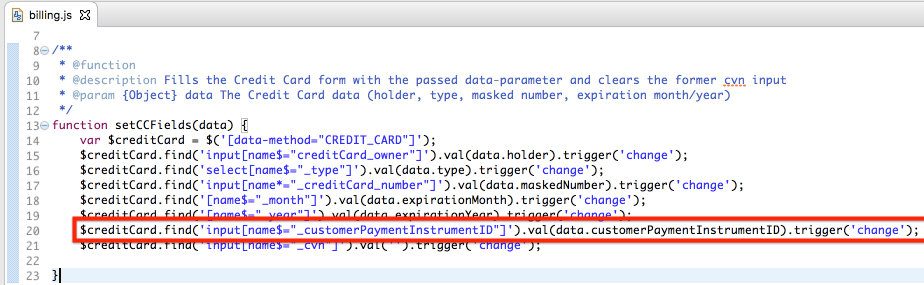 billing.js
7
8 /**
9 * @function
10 * @description Fills the Credit Card form with the passed data-parameter and clears the former cvn input
11 * @param {Object} data The Credit Card data (holder, type, masked number, expiration month/year)
12 */
13 function setCCFields(data) {
14 var $creditCard = $('[data-method="CREDIT_CARD"]');
15 $creditCard.find('input[name$="creditCard_owner"]').val(data.holder).trigger('change');
16 $creditCard.find('select[name$="_type"]').val(data.type).trigger('change');
17 $creditCard.find('input[name*="_creditCard_number"]').val(data.maskedNumber).trigger('change');
18 $creditCard.find('[name$="_month"]').val(data.expirationMonth).trigger('change');
19 $creditCard.find('[name$="_year"]').val(data.expirationYear).trigger('change');
20 $creditCard.find('input[name$="_customerPaymentInstrumentID"]').val(data.customerPaymentInstrumentID).trigger('change');
21 $creditCard.find('input[name$="_cvn"]').val('').trigger('change');
22
23 }